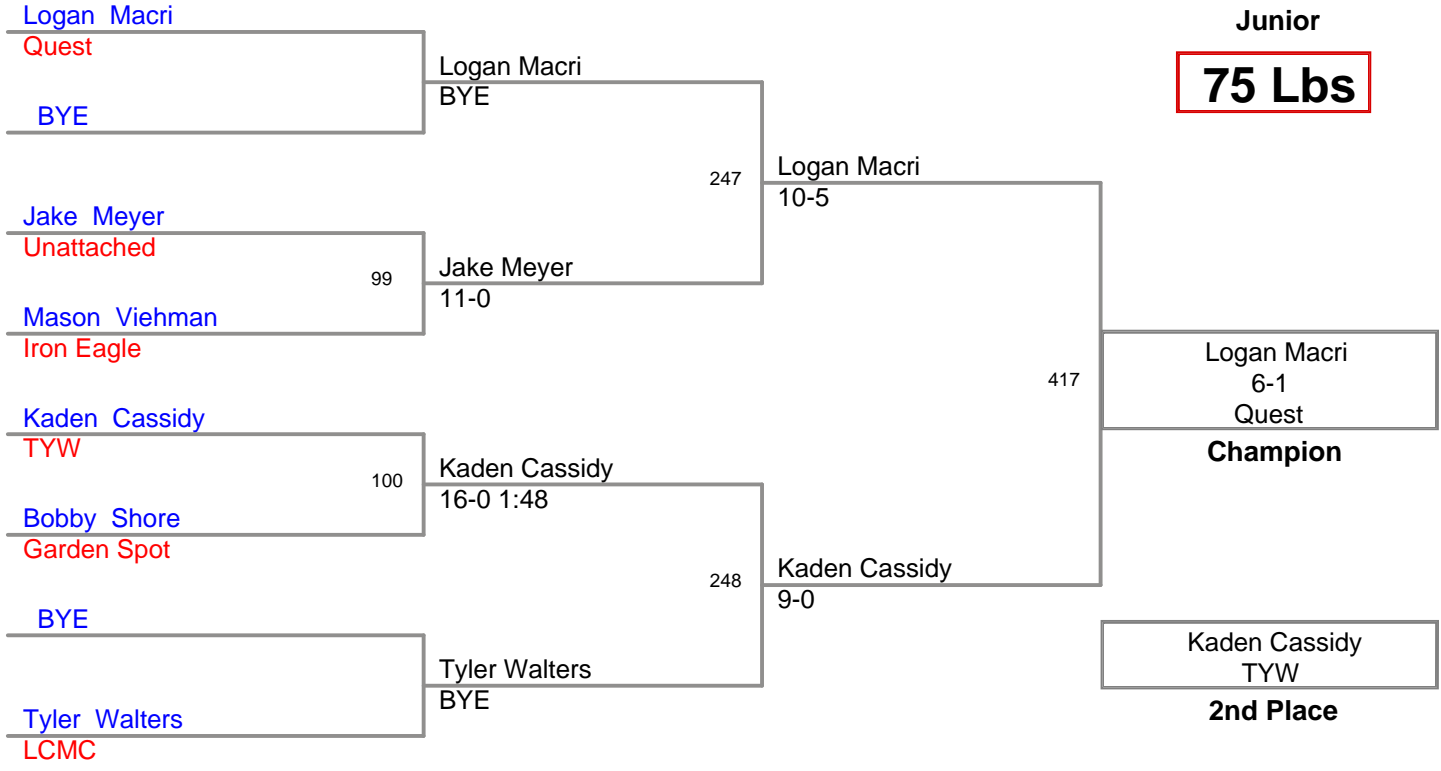 Logan Macri
Quest
BYE
Jake Meyer
Unattached
Mason Viehman
Iron Eagle
Kaden Cassidy
TYW
Bobby Shore
Garden Spot
BYE
Tyler Walters
LCMC
Logan Macri
BYE
99
Jake Meyer
11-0
100
Kaden Cassidy
16-0 1:48
Tyler Walters
BYE
247
Logan Macri
10-5
248
Kaden Cassidy
9-0
417
Junior
75 Lbs
Logan Macri
6-1
Quest
Champion
Kaden Cassidy
TYW
2nd Place